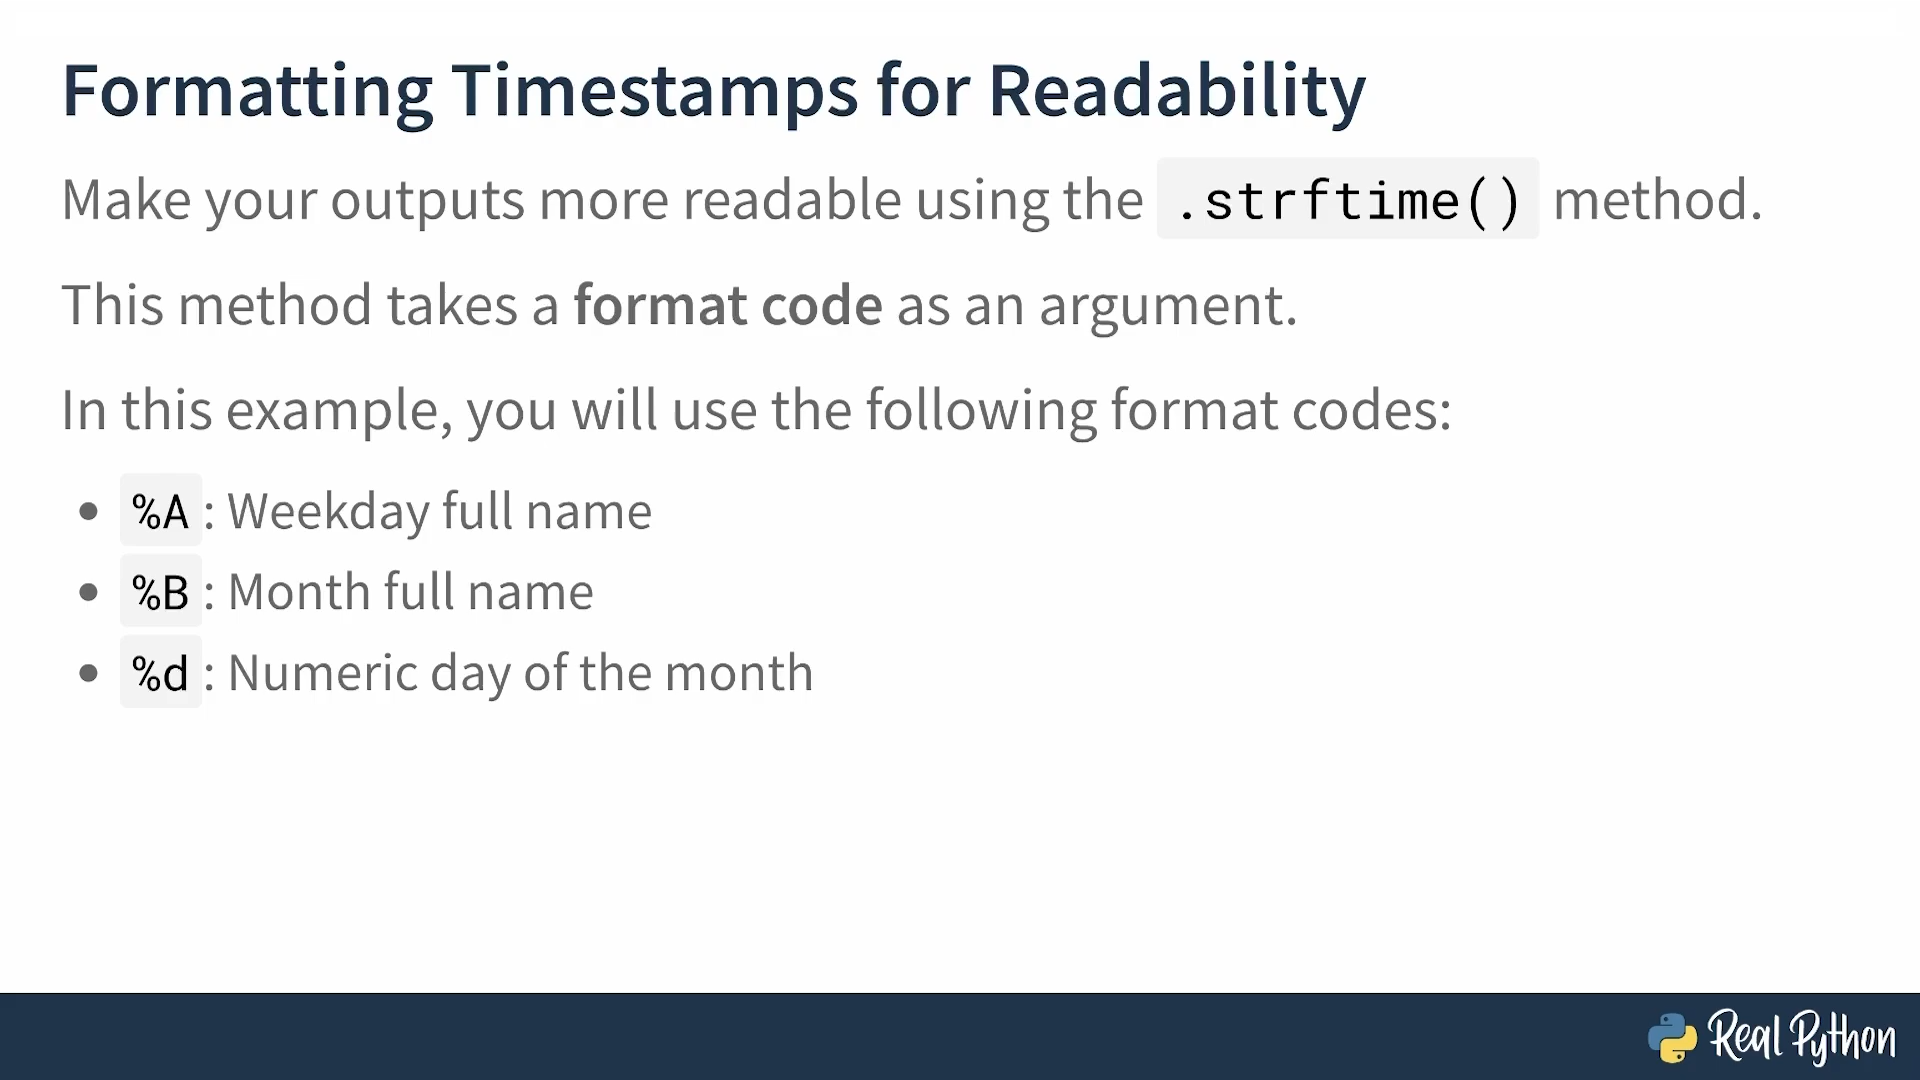 Formatting Timestamps for Readability
Make your outputs more readable using the .strftime() method.
This method takes a format code as an argument.
In this example, you will use the following format codes:
• %A : Weekday full name
• %B : Month full name
• %d : Numeric day of the month
Real Python